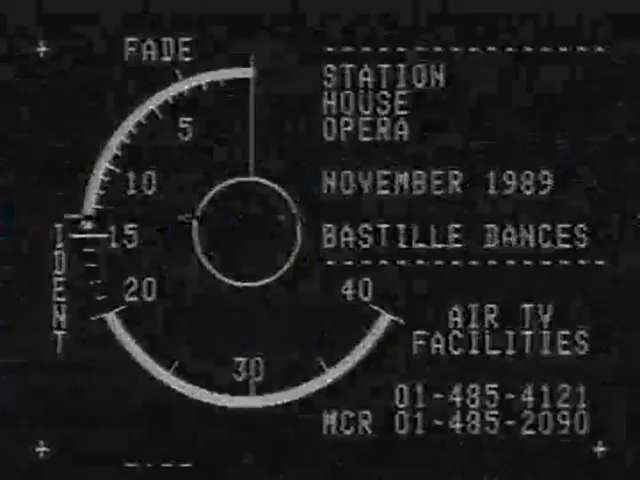 FADE
5
10
15
20
30
40
IDENT
STATION
HOUSE
OPERA
NOVEMBER 1989
BASTILLE DANCES
AIR TV
FACILITIES
01-485-4121
MCR 01-485-2090